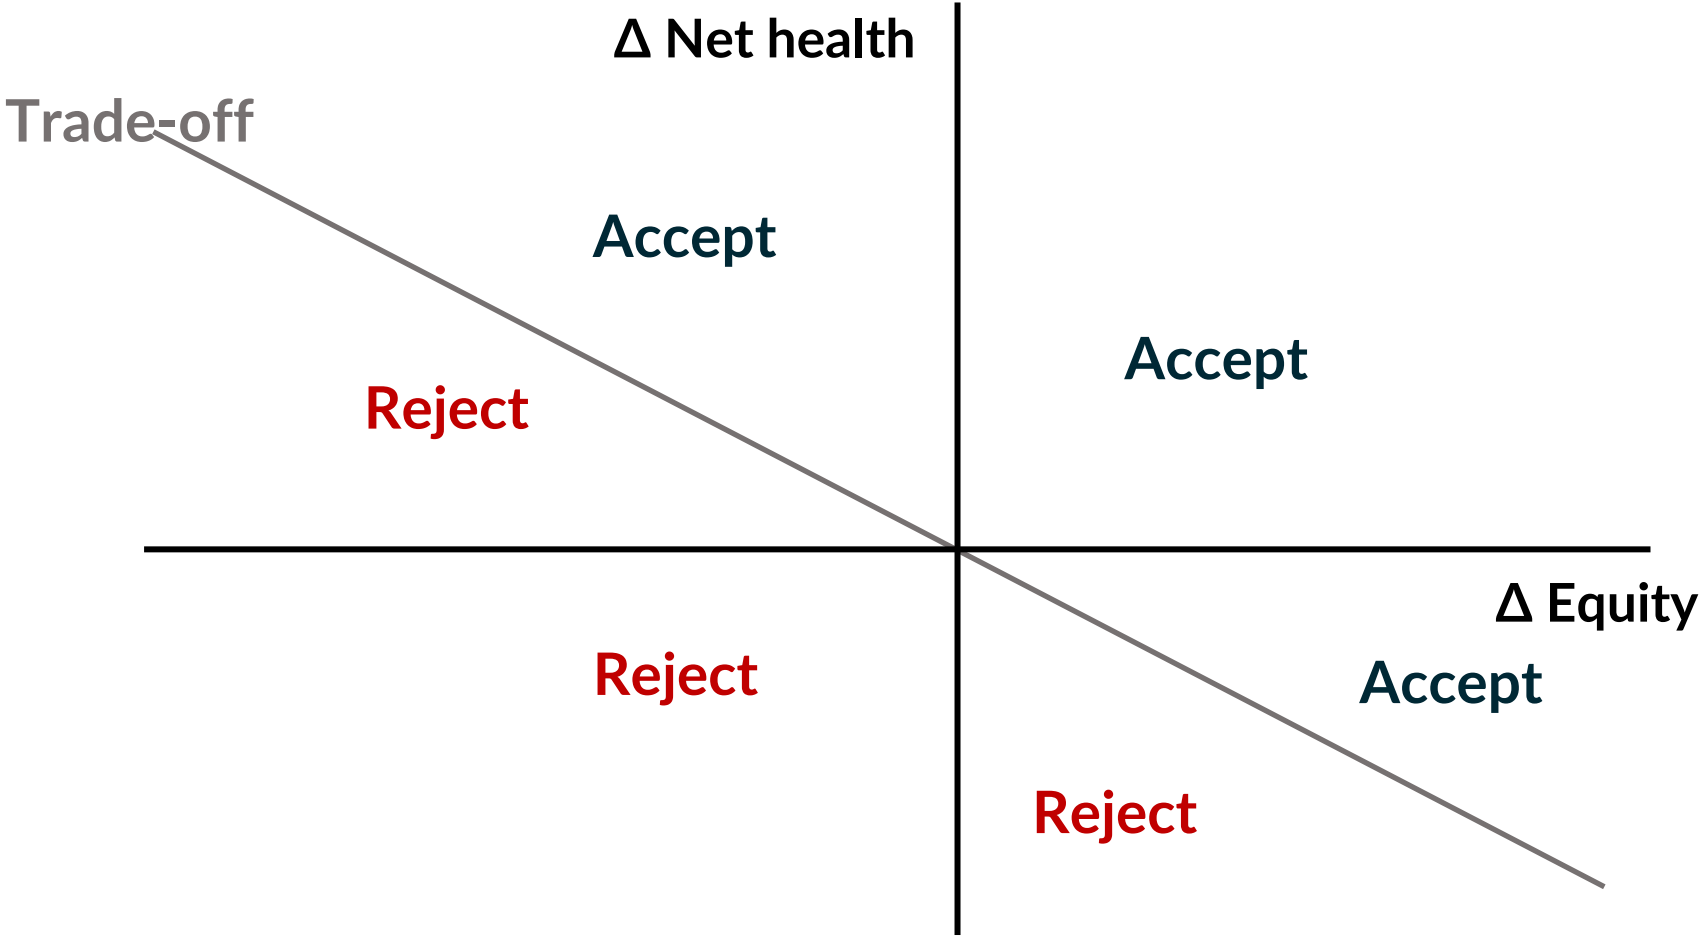 Δ Net health
Trade-off
Accept
Accept
Reject
Δ Equity
Reject
Accept
Reject